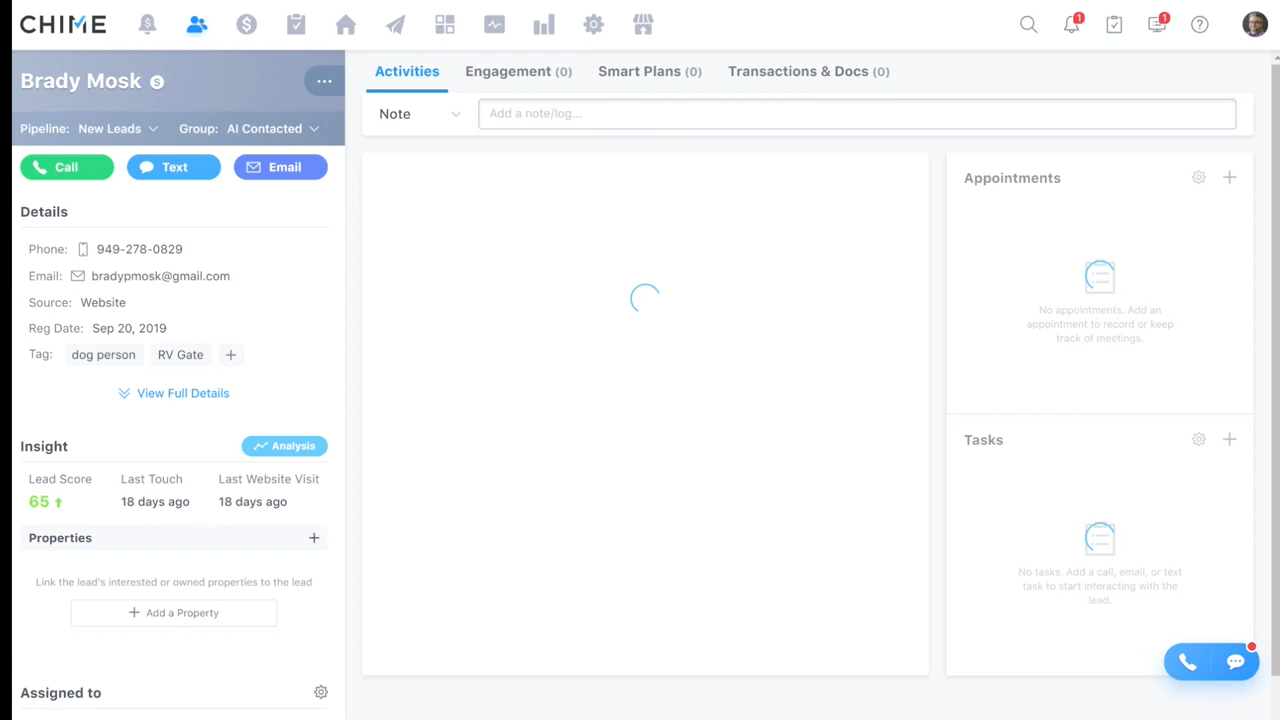 CHIME
1
1
Brady Mosk S
...
Pipeline: New Leads Group: AI Contacted
Call Text Email
Details
Phone: 949-278-0829
Email: bradypmosk@gmail.com
Source: Website
Reg Date: Sep 20, 2019
Tag: dog person RV Gate +
View Full Details
Insight Analysis
Lead Score Last Touch Last Website Visit
65 18 days ago 18 days ago
Properties +
Link the lead's interested or owned properties to the lead
+ Add a Property
Assigned to
Activities Engagement (0) Smart Plans (0) Transactions & Docs (0)
Note Add a note/log...
Appointments +
No appointments. Add an
appointment to record or keep
track of meetings.
Tasks +
No tasks. Add a call, email, or text
task to start interacting with the
lead.